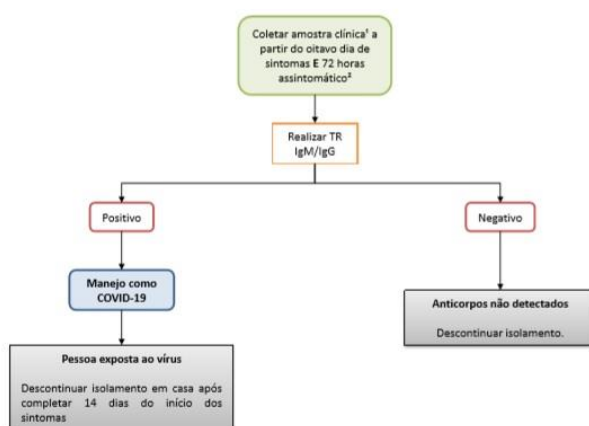 Coletar amostra clínica¹ a
partir do oitavo dia de
sintomas E 72 horas
assintomático²
Realizar TR
IgM/IgG
Positivo
Negativo
Manejo como
COVID-19
Anticorpos não detectados
Descontinuar isolamento.
Pessoa exposta ao vírus
Descontinuar isolamento em casa após
completar 14 dias do início dos
sintomas